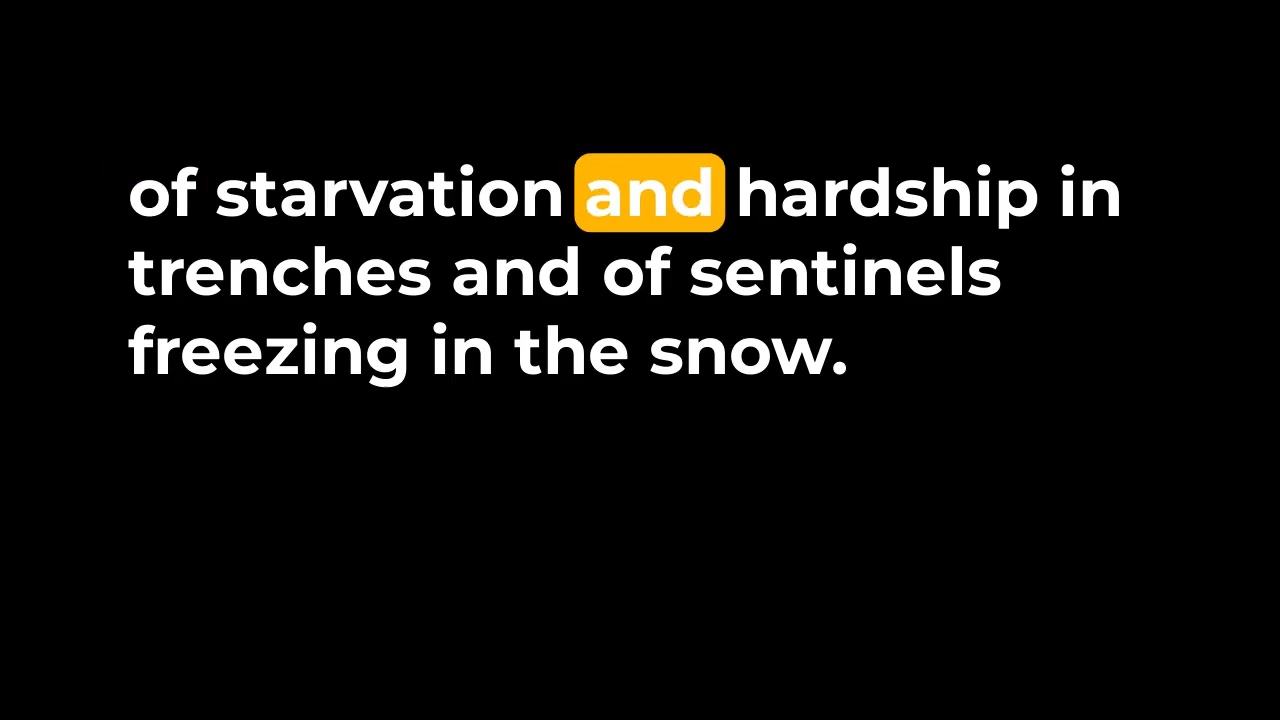 of starvation and hardship in
trenches and of sentinels
freezing in the snow.